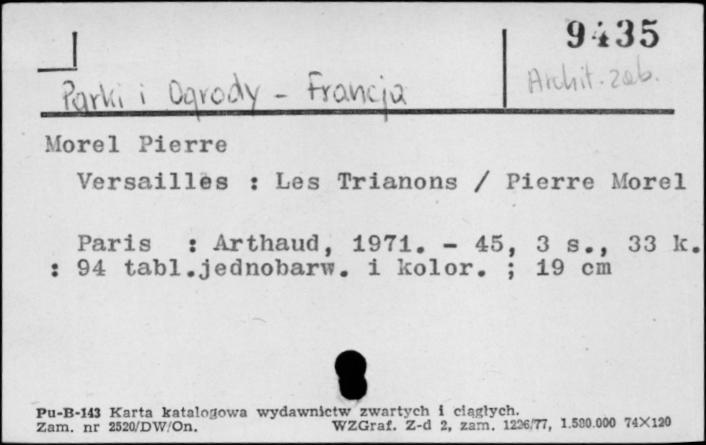 9435
Archit. zab.
Parki i Ogrody - Francja
Morel Pierre
Versailles : Les Trianons / Pierre Morel
Paris : Arthaud, 1971. - 45, 3 s., 33 k.
: 94 tabl.jednobarw. i kolor. ; 19 cm
Pu-B-143 Karta katalogowa wydawnictw zwartych i ciągłych.
Zam. nr 2520/DW/On. WZGraf. Z-d 2, zam. 1226/77, 1.500.000 74X120